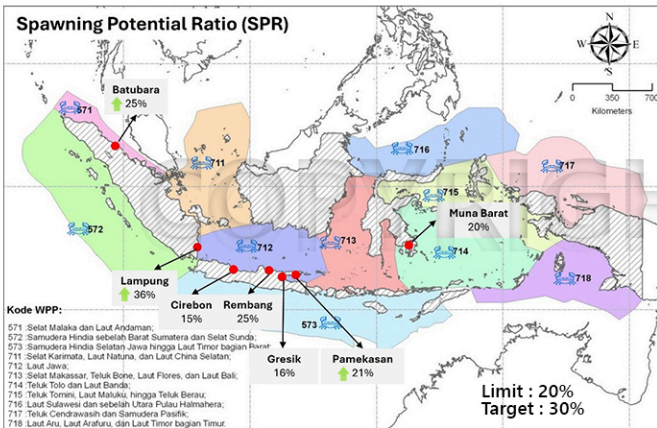 Spawning Potential Ratio (SPR)
N
W
E
S
0
350
700
Kilometers
571
Batubara
25%
711
716
717
572
715
Muna Barat
20%
712
713
714
718
Lampung
36%
Cirebon
15%
Rembang
25%
573
Gresik
16%
Pamekasan
21%
COPYRIGH
Kode WPP:
571 :Selat Malaka dan Laut Andaman;
572 :Samudera Hindia sebelah Barat Sumatera dan Selat Sunda;
573 :Samudera Hindia Selatan Jawa hingga Laut Timor bagian Barat;
711 :Selat Karimata, Laut Natuna, dan Laut China Selatan;
712 :Laut Jawa;
713 :Selat Makassar, Teluk Bone, Laut Flores, dan Laut Bali;
714 :Teluk Tolo dan Laut Banda;
715 :Teluk Tomini, Laut Maluku, hingga Teluk Berau;
716 :Laut Sulawesi dan sebelah Utara Pulau Halmahera;
717 :Teluk Cendrawasih dan Samudera Pasifik;
718 :Laut Aru, Laut Arafuru, dan Laut Timor bagian Timur.
Limit : 20%
Target : 30%